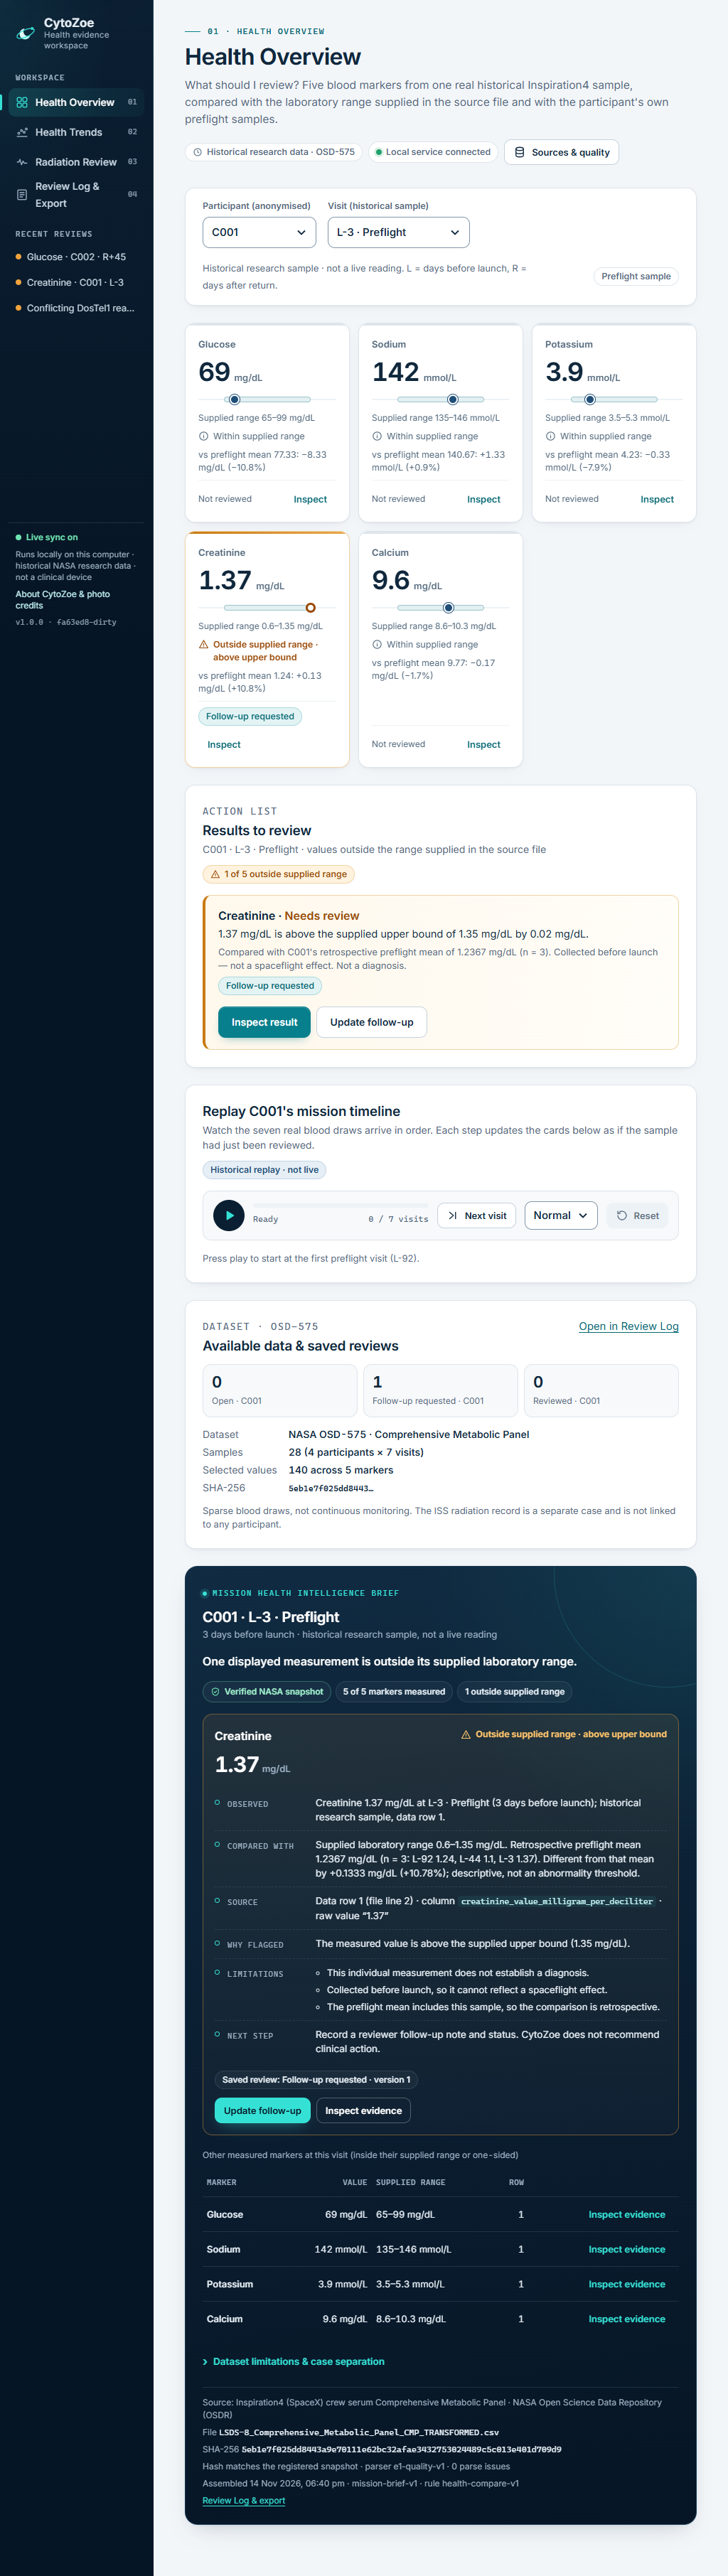 CytoZoe
Health evidence
workspace
WORKSPACE
Health Overview 01
Health Trends 02
Radiation Review 03
Review Log &
Export 04
RECENT REVIEWS
Glucose · C002 · R+45
Creatinine · C001 · L-3
Conflicting DosTel1 rea...
Live sync on
Runs locally on this computer ·
historical NASA research data ·
not a clinical device
About CytoZoe & photo
credits
v1.0.0 · fa63ed8-dirty
01 · HEALTH OVERVIEW
Health Overview
What should I review? Five blood markers from one real historical Inspiration4 sample,
compared with the laboratory range supplied in the source file and with the participant's own
preflight samples.
Historical research data · OSD-575
Local service connected
Sources & quality
Participant (anonymised)
Visit (historical sample)
C001
L-3 · Preflight
Historical research sample · not a live reading. L = days before launch, R =
days after return.
Preflight sample
Glucose
69 mg/dL
Supplied range 65–99 mg/dL
Within supplied range
vs preflight mean 77.33: −8.33
mg/dL (−10.8%)
Not reviewed
Inspect
Sodium
142 mmol/L
Supplied range 135–146 mmol/L
Within supplied range
vs preflight mean 140.67: +1.33
mmol/L (+0.9%)
Not reviewed
Inspect
Potassium
3.9 mmol/L
Supplied range 3.5–5.3 mmol/L
Within supplied range
vs preflight mean 4.23: −0.33
mmol/L (−7.9%)
Not reviewed
Inspect
Creatinine
1.37 mg/dL
Supplied range 0.6–1.35 mg/dL
Outside supplied range ·
above upper bound
vs preflight mean 1.24: +0.13
mg/dL (+10.8%)
Follow-up requested
Inspect
Calcium
9.6 mg/dL
Supplied range 8.6–10.3 mg/dL
Within supplied range
vs preflight mean 9.77: −0.17
mg/dL (−1.7%)
Not reviewed
Inspect
ACTION LIST
Results to review
C001 · L-3 · Preflight · values outside the range supplied in the source file
1 of 5 outside supplied range
Creatinine · Needs review
1.37 mg/dL is above the supplied upper bound of 1.35 mg/dL by 0.02 mg/dL.
Compared with C001's retrospective preflight mean of 1.2367 mg/dL (n = 3). Collected before launch
— not a spaceflight effect. Not a diagnosis.
Follow-up requested
Inspect result
Update follow-up
Replay C001's mission timeline
Watch the seven real blood draws arrive in order. Each step updates the cards below as if the sample
had just been reviewed.
Historical replay · not live
Ready
0 / 7 visits
Next visit
Normal
Reset
Press play to start at the first preflight visit (L-92).
DATASET · OSD-575
Open in Review Log
Available data & saved reviews
0
Open · C001
1
Follow-up requested · C001
0
Reviewed · C001
Dataset NASA OSD-575 · Comprehensive Metabolic Panel
Samples 28 (4 participants × 7 visits)
Selected values 140 across 5 markers
SHA-256 5eb1e7f025dd8443…
Sparse blood draws, not continuous monitoring. The ISS radiation record is a separate case and is not linked
to any participant.
MISSION HEALTH INTELLIGENCE BRIEF
C001 · L-3 · Preflight
3 days before launch · historical research sample, not a live reading
One displayed measurement is outside its supplied laboratory range.
Verified NASA snapshot
5 of 5 markers measured
1 outside supplied range
Creatinine
Outside supplied range · above upper bound
1.37 mg/dL
OBSERVED
Creatinine 1.37 mg/dL at L-3 · Preflight (3 days before launch); historical
research sample, data row 1.
COMPARED WITH
Supplied laboratory range 0.6–1.35 mg/dL. Retrospective preflight mean
1.2367 mg/dL (n = 3: L-92 1.24, L-44 1.1, L-3 1.37). Different from that mean
by +0.1333 mg/dL (+10.78%); descriptive, not an abnormality threshold.
SOURCE
Data row 1 (file line 2) · column creatinine_value_milligram_per_deciliter ·
raw value “1.37”
WHY FLAGGED
The measured value is above the supplied upper bound (1.35 mg/dL).
LIMITATIONS
This individual measurement does not establish a diagnosis.
Collected before launch, so it cannot reflect a spaceflight effect.
The preflight mean includes this sample, so the comparison is retrospective.
NEXT STEP
Record a reviewer follow-up note and status. CytoZoe does not recommend
clinical action.
Saved review: Follow-up requested · version 1
Update follow-up
Inspect evidence
Other measured markers at this visit (inside their supplied range or one-sided)
MARKER VALUE SUPPLIED RANGE ROW
Glucose 69 mg/dL 65–99 mg/dL 1 Inspect evidence
Sodium 142 mmol/L 135–146 mmol/L 1 Inspect evidence
Potassium 3.9 mmol/L 3.5–5.3 mmol/L 1 Inspect evidence
Calcium 9.6 mg/dL 8.6–10.3 mg/dL 1 Inspect evidence
Dataset limitations & case separation
Source: Inspiration4 (SpaceX) crew serum Comprehensive Metabolic Panel · NASA Open Science Data Repository
(OSDR)
File LSDS-8_Comprehensive_Metabolic_Panel_CMP_TRANSFORMED.csv
SHA-256 5eb1e7f025dd8443a9e70111e62bc32afae3432753024489c5c013e401d709d9
Hash matches the registered snapshot · parser e1-quality-v1 · 0 parse issues
Assembled 14 Nov 2026, 06:40 pm · mission-brief-v1 · rule health-compare-v1
Review Log & export